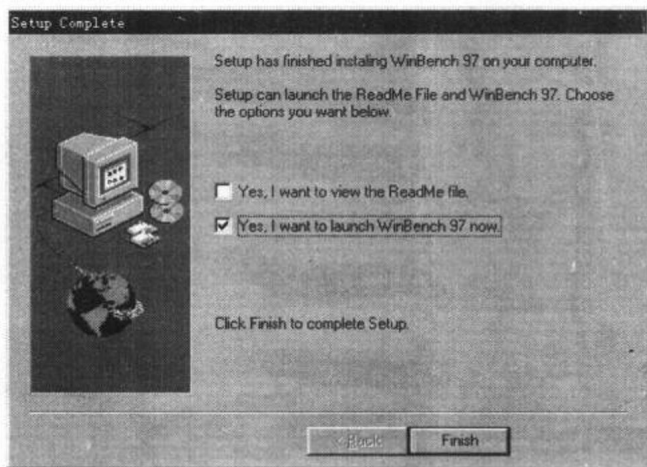 Setup Complete
Setup has finished instaling WinBench 97 on your computer.
Setup can launch the ReadMe File and WinBench 97. Choose
the options you want below.
Yes, I want to view the ReadMe file.
Yes, I want to launch WinBench 97 now.
Click Finish to complete Setup.
< Back
Finish